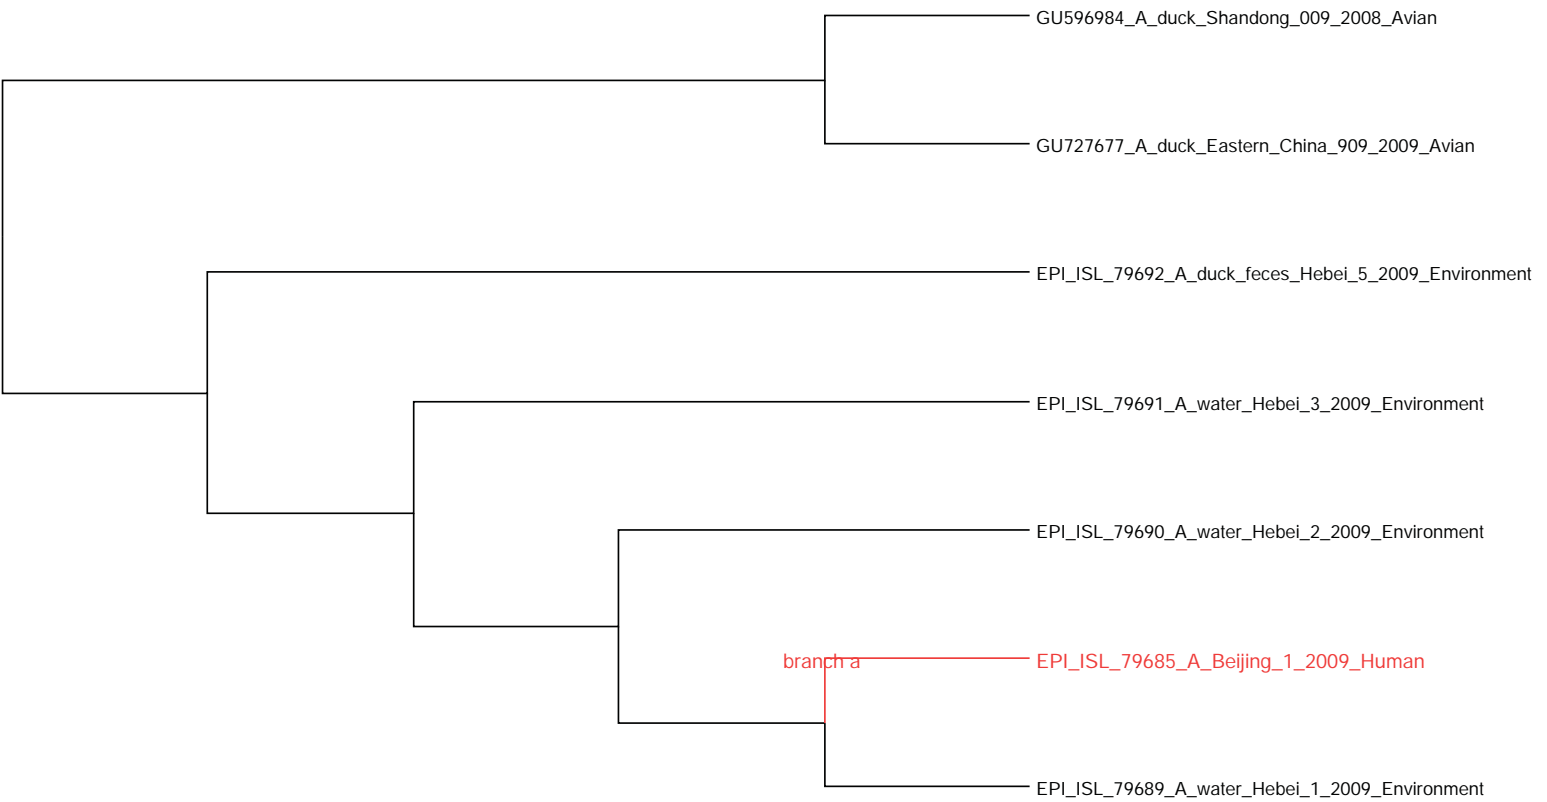 GU596984_A_duck_Shandong_009_2008_Avian
GU727677_A_duck_Eastern_China_909_2009_Avian
EPI_ISL_79692_A_duck_feces_Hebei_5_2009_Environment
EPI_ISL_79691_A_water_Hebei_3_2009_Environment
EPI_ISL_79690_A_water_Hebei_2_2009_Environment
branch a
EPI_ISL_79685_A_Beijing_1_2009_Human
EPI_ISL_79689_A_water_Hebei_1_2009_Environment